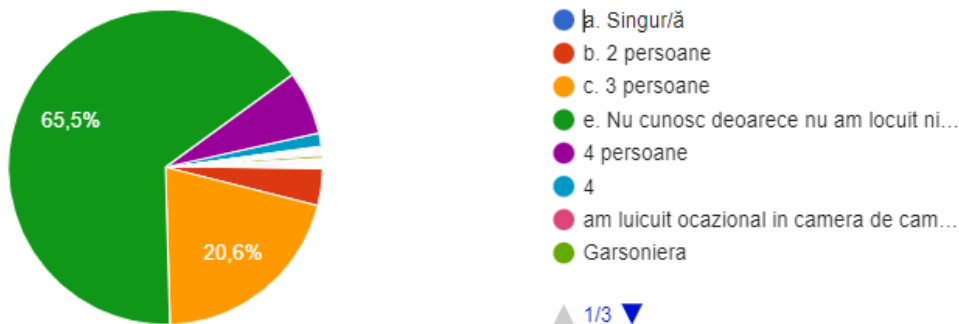 65,5%
20,6%
a. Singur/ă
b. 2 persoane
c. 3 persoane
e. Nu cunosc deoarece nu am locuit ni...
4 persoane
4
am luicuit ocazional in camera de cam...
Garsoniera
1/3